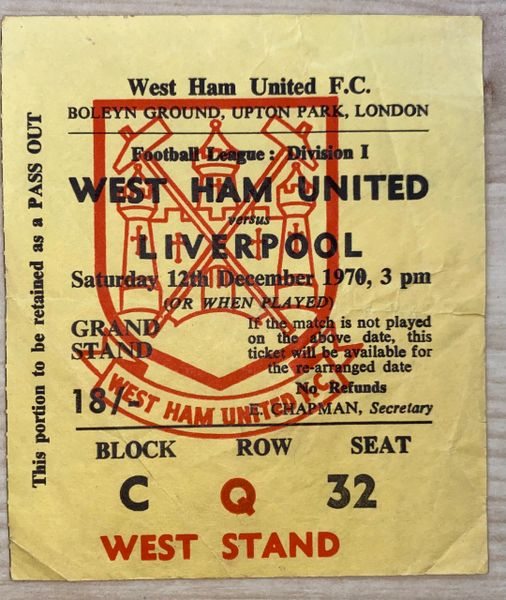 West Ham United F.C.
BOLEYN GROUND, UPTON PARK, LONDON
Football League: Division I
WEST HAM UNITED
versus
LIVERPOOL
Saturday 12th December 1970, 3 pm
(OR WHEN PLAYED)
GRAND STAND
If the match is not played
on the above date, this
ticket will be available for
the re-arranged date
No Refunds
18/-
E. CHAPMAN, Secretary
WEST HAM UNITED F.C.
BLOCK ROW SEAT
C Q 32
WEST STAND
This portion to be retained as a PASS OUT